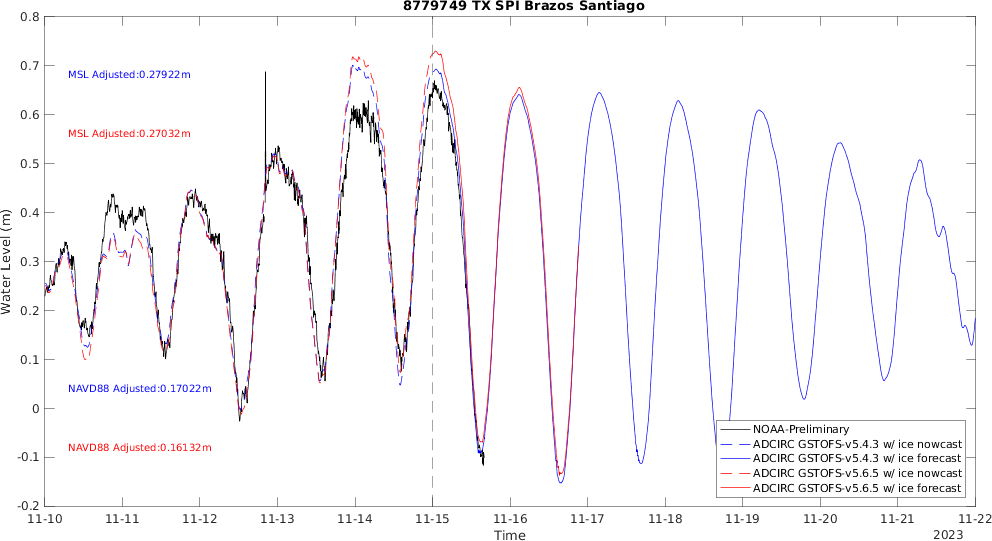 8779749 TX SPI Brazos Santiago
0.8
0.7
0.6
0.5
0.4
0.3
0.2
0.1
0
-0.1
-0.2
Water Level (m)
MSL Adjusted:0.27922m
MSL Adjusted:0.27032m
NAVD88 Adjusted:0.17022m
NAVD88 Adjusted:0.16132m
NOAA-Preliminary
ADCIRC GSTOFS-v5.4.3 w/ ice nowcast
ADCIRC GSTOFS-v5.4.3 w/ ice forecast
ADCIRC GSTOFS-v5.6.5 w/ ice nowcast
ADCIRC GSTOFS-v5.6.5 w/ ice forecast
11-10 11-11 11-12 11-13 11-14 11-15 11-16 11-17 11-18 11-19 11-20 11-21 11-22
Time
2023